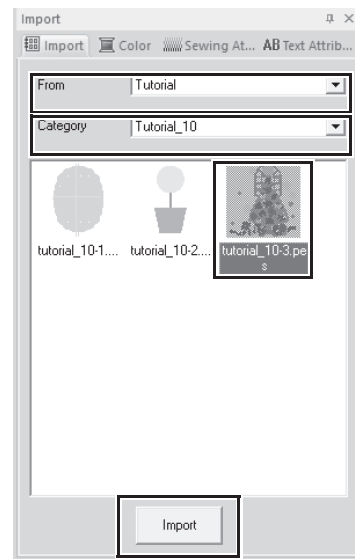 Import
Import Color Sewing At... AB Text Attrib...
From Tutorial
Category Tutorial_10
tutorial_10-1.... tutorial_10-2.... tutorial_10-3.pe
s
Import